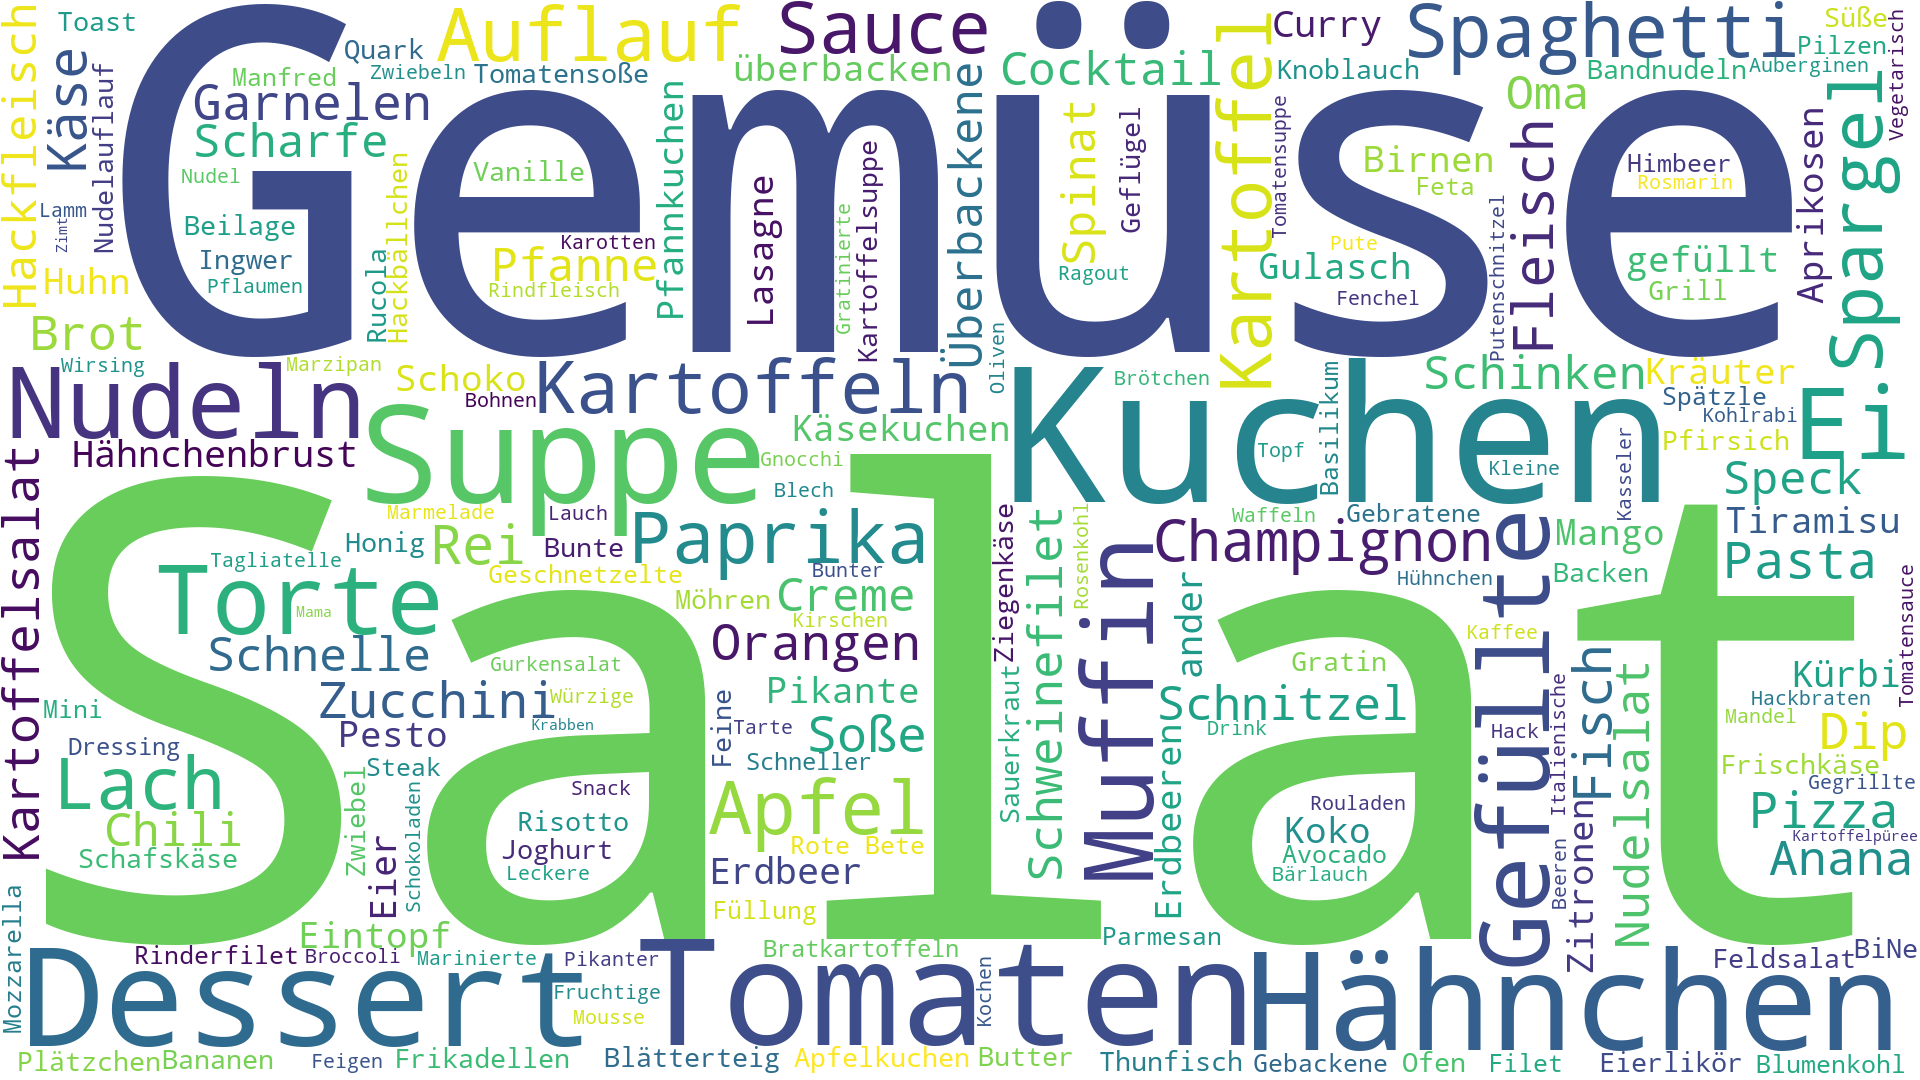 Gemüse
Salat
Kuchen
Suppe
Dessert
Tomaten
Hähnchen
Nudeln
Torte
Muffin
Gefüllte
Auflauf
Sauce
Spaghetti
Kartoffel
Kartoffeln
Spargel
Ei
Paprika
Champignon
Apfel
Lach
Toast
Quark
Zwiebeln
Tomatensoße
Manfred
Garnelen
Scharfe
Nudel
Käse
Hackfleisch
Nudelauflauf
Lamm
Zimt
Huhn
Brot
Wirsing
Beilage
Ingwer
Pflaumen
Rucola
Hackbällchen
Marzipan
Vanille
Karotten
Pfanne
Rindfleisch
Pfannkuchen
Lasagne
Gratinierte
Kartoffelsuppe
überbacken
Überbackene
Oliven
Cocktail
Spinat
Geflügel
Ragout
Curry
Knoblauch
Tomatensuppe
Gulasch
Pute
Fenchel
Birnen
Feta
Putenschnitzel
Oma
Fleisch
Bandnudeln
Auberginen
Pilzen
Süße
Vegetarisch
Himbeer
Rosmarin
gefüllt
Grill
Aprikosen
Schoko
Bohnen
Käsekuchen
Gnocchi
Blech
Brötchen
Topf
Basilikum
Schinken
Kräuter
Spätzle
Kohlrabi
Pfirsich
Kleine
Kasseler
Speck
Tiramisu
Pasta
Mango
Backen
Hähnchenbrust
Kartoffelsalat
Marmelade
Lauch
Rei
Bunte
Honig
Tagliatelle
Mama
Geschnetzelte
Möhren
Bunter
Creme
Kirschen
Orangen
Ziegenkäse
Rosenkohl
Schweinefilet
Sauerkraut
Waffeln
Gebratene
Hühnchen
ander
Kaffee
Gratin
Schnitzel
Drink
Hack
Italienische
Fisch
Nudelsalat
Kürbi
Tomatensauce
Hackbraten
Mandel
Dip
Frischkäse
Gegrillte
Pizza
Kartoffelpüree
Anana
Schnelle
Zucchini
Gurkensalat
Würzige
Krabben
Pesto
Steak
Mini
Dressing
Chili
Schafskäse
Zwiebel
Eier
Schokoladen
Snack
Risotto
Joghurt
Leckere
Feine
Tarte
Pikante
Soße
Schneller
Rote Bete
Erdbeer
Füllung
Erdbeeren
Rouladen
Koko
Avocado
Bärlauch
Beeren
Zitronen
Mozzarella
Eintopf
Rinderfilet
Broccoli
Marinierte
Pikanter
Fruchtige
Mousse
Bratkartoffeln
Kochen
Parmesan
Feldsalat
BiNe
Plätzchen
Bananen
Feigen
Frikadellen
Blätterteig
Apfelkuchen
Butter
Thunfisch
Gebackene
Ofen
Filet
Eierlikör
Blumenkohl